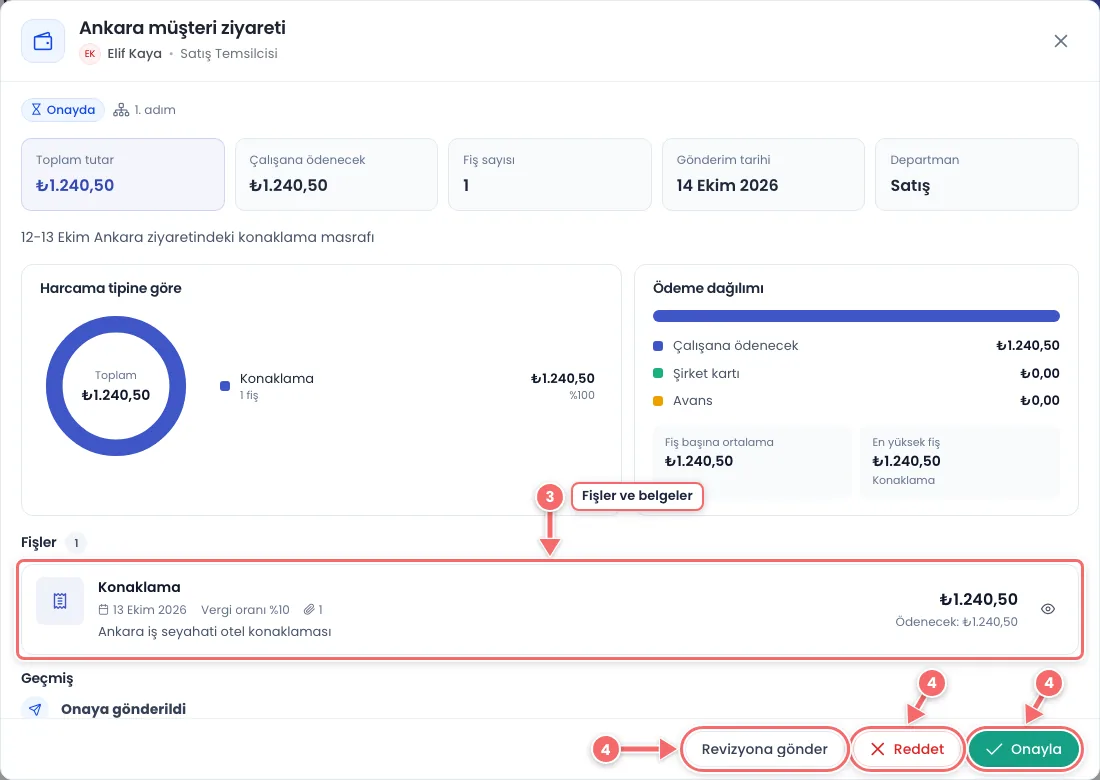 Ankara müşteri ziyareti
EK Elif Kaya • Satış Temsilcisi
Onayda 1. adım
Toplam tutar
₺1.240,50
Çalışana ödenecek
₺1.240,50
Fiş sayısı
1
Gönderim tarihi
14 Ekim 2026
Departman
Satış
12-13 Ekim Ankara ziyaretindeki konaklama masrafı
Harcama tipine göre
Toplam
₺1.240,50
Konaklama ₺1.240,50
1 fiş %100
Ödeme dağılımı
Çalışana ödenecek ₺1.240,50
Şirket kartı ₺0,00
Avans ₺0,00
Fiş başına ortalama
₺1.240,50
En yüksek fiş
₺1.240,50
Konaklama
3 Fişler ve belgeler
Fişler 1
Konaklama
13 Ekim 2026 Vergi oranı %10 1
Ankara iş seyahati otel konaklaması
₺1.240,50
Ödenecek: ₺1.240,50
Geçmiş
Onaya gönderildi
4 4
4 Revizyona gönder Reddet Onayla